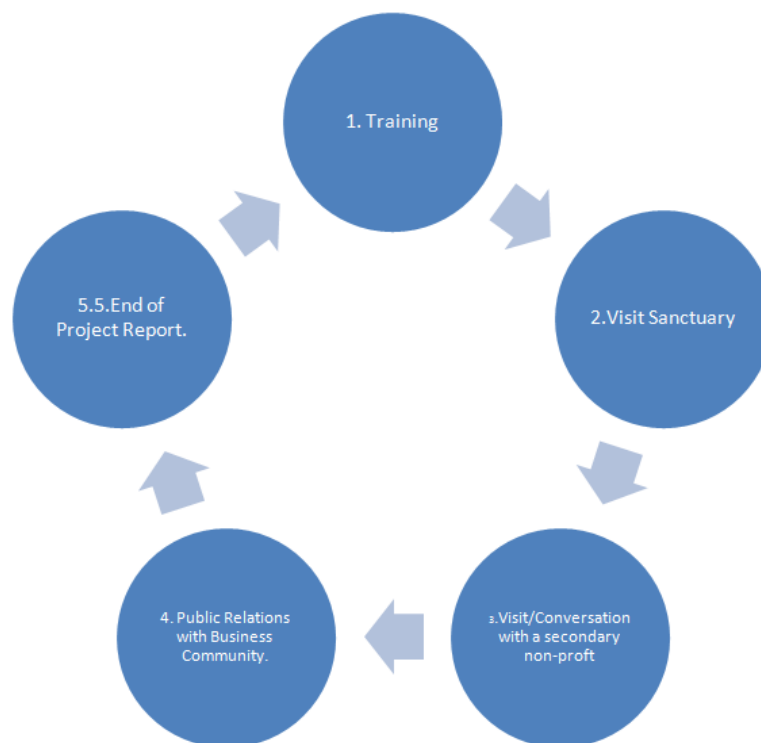 1. Training
2.Visit Sanctuary
3.Visit/Conversation
with a secondary
non-proft
4. Public Relations
with Business
Community.
5.5.End of
Project Report.